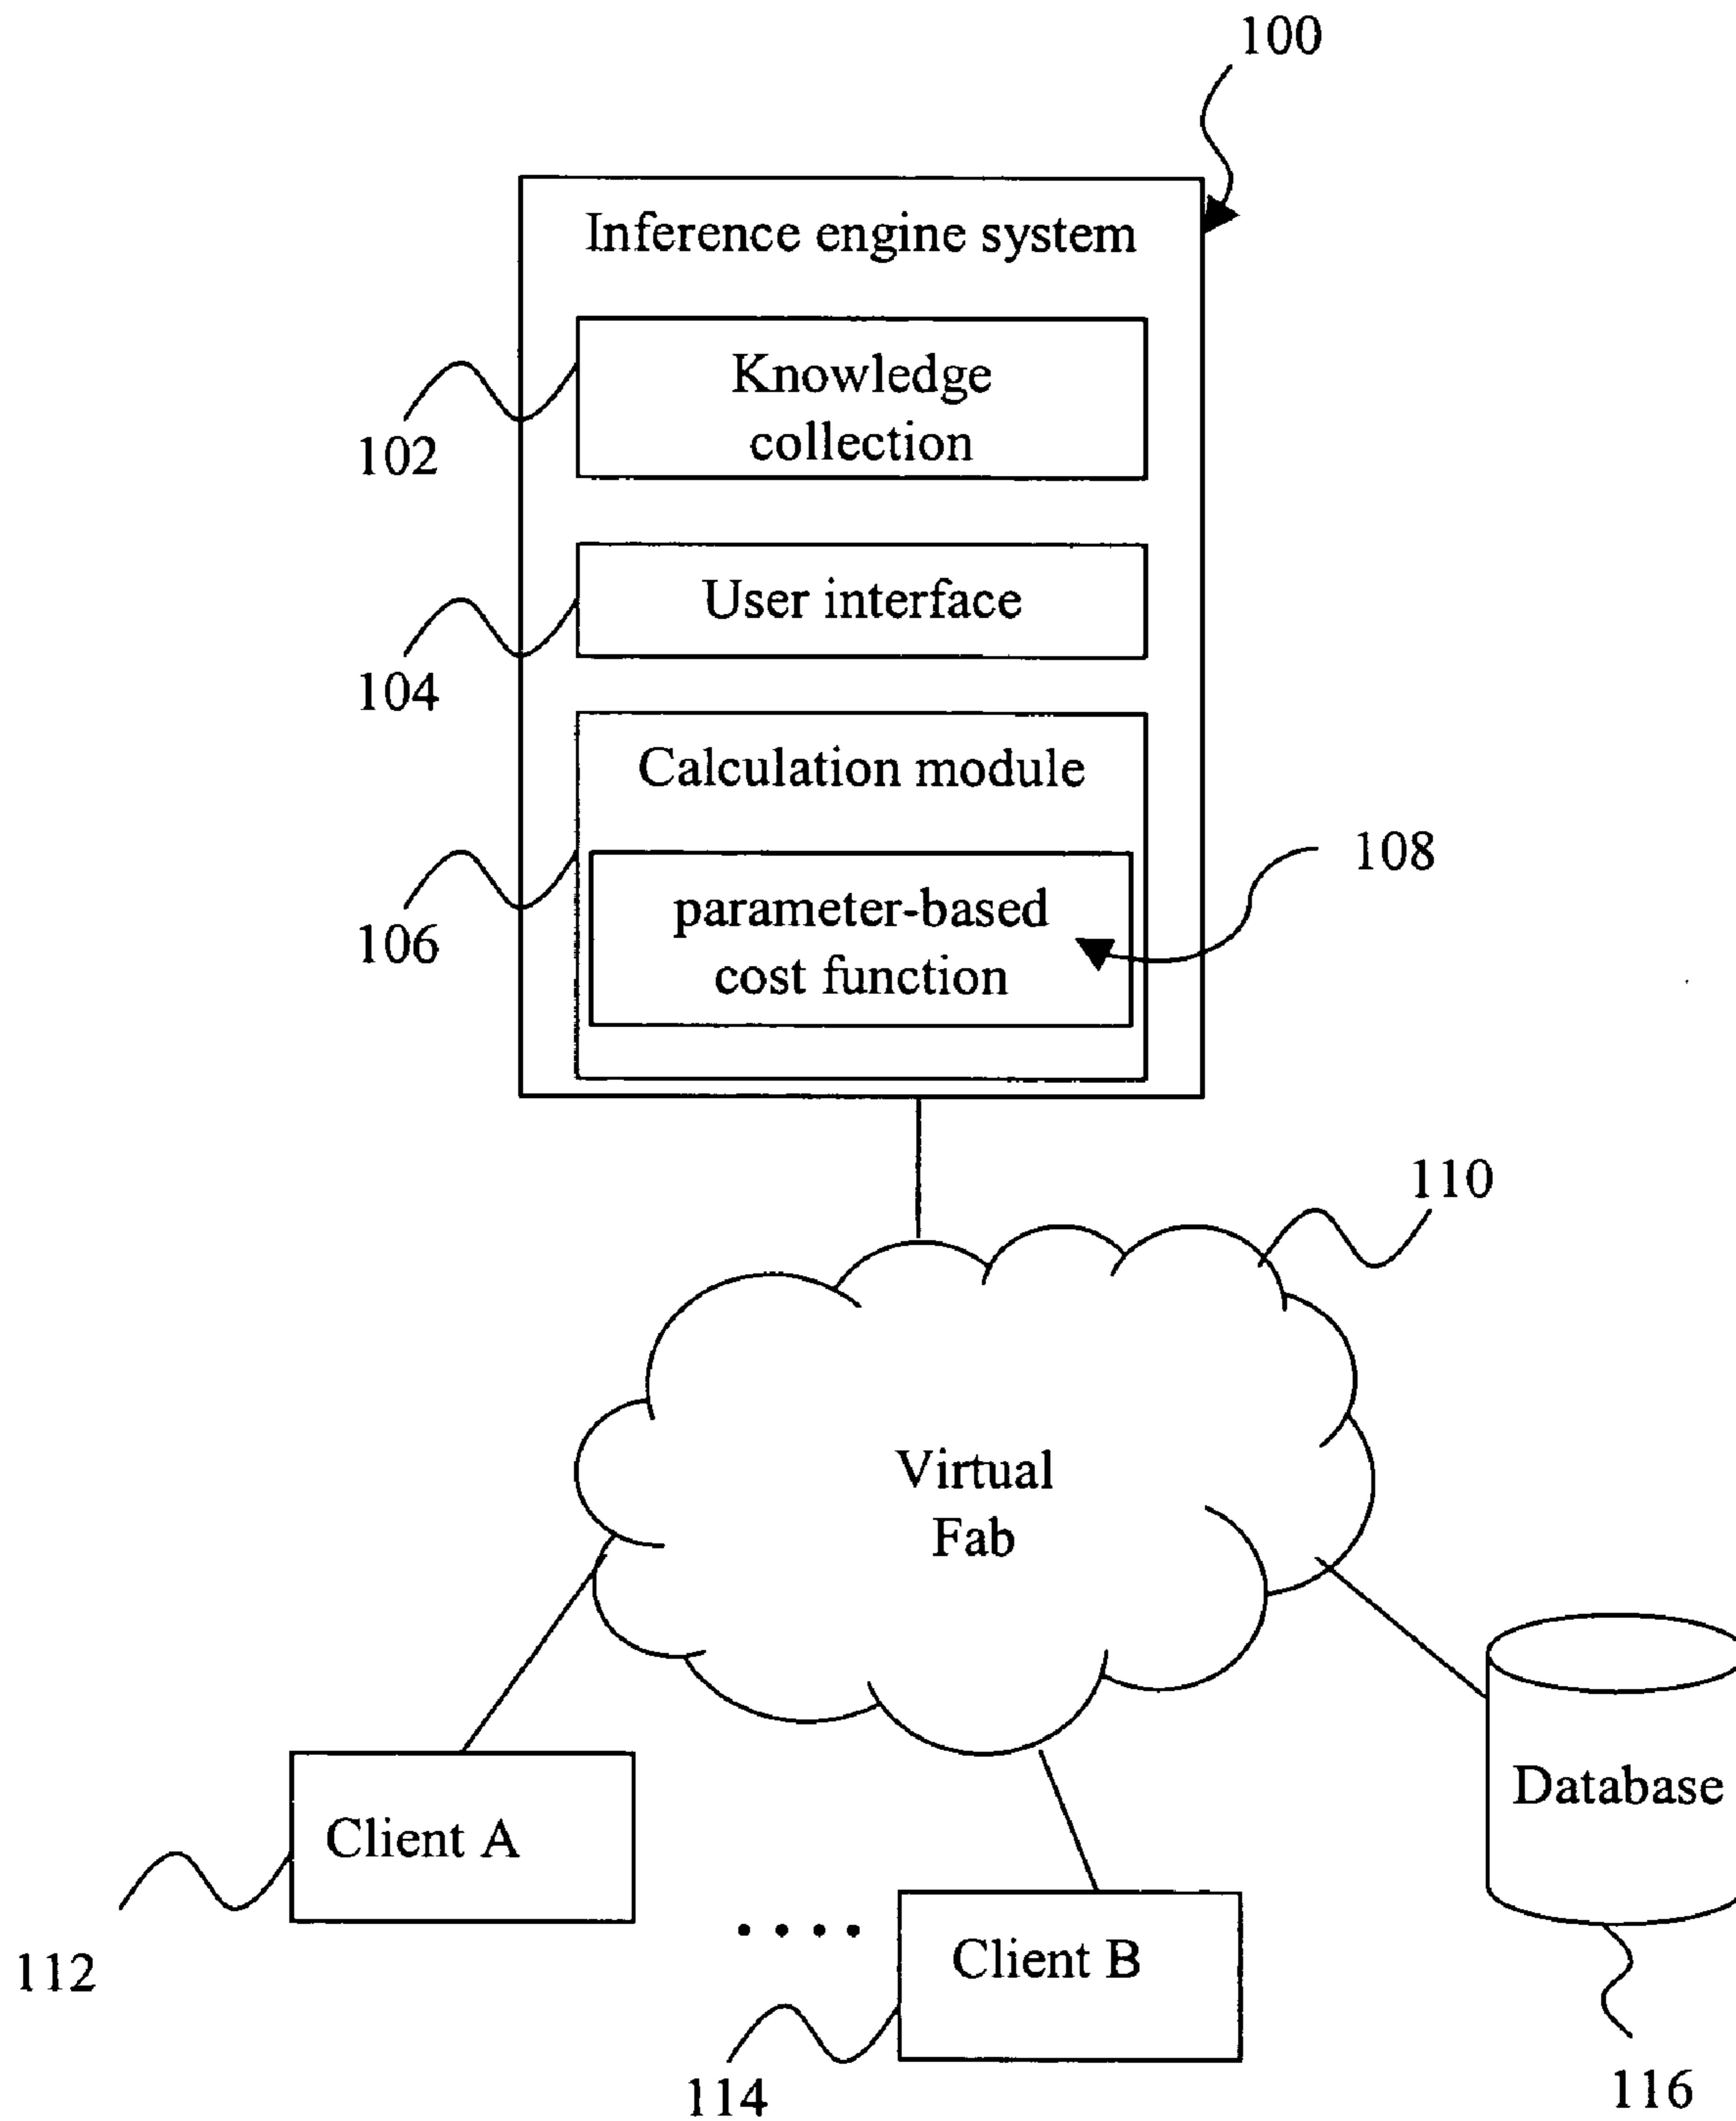 100
Inference engine system
Knowledge
collection
102
User interface
104
Calculation module
108
parameter-based
cost function
106
110
Virtual
Fab
Database
Client A
Client B
112
114
116